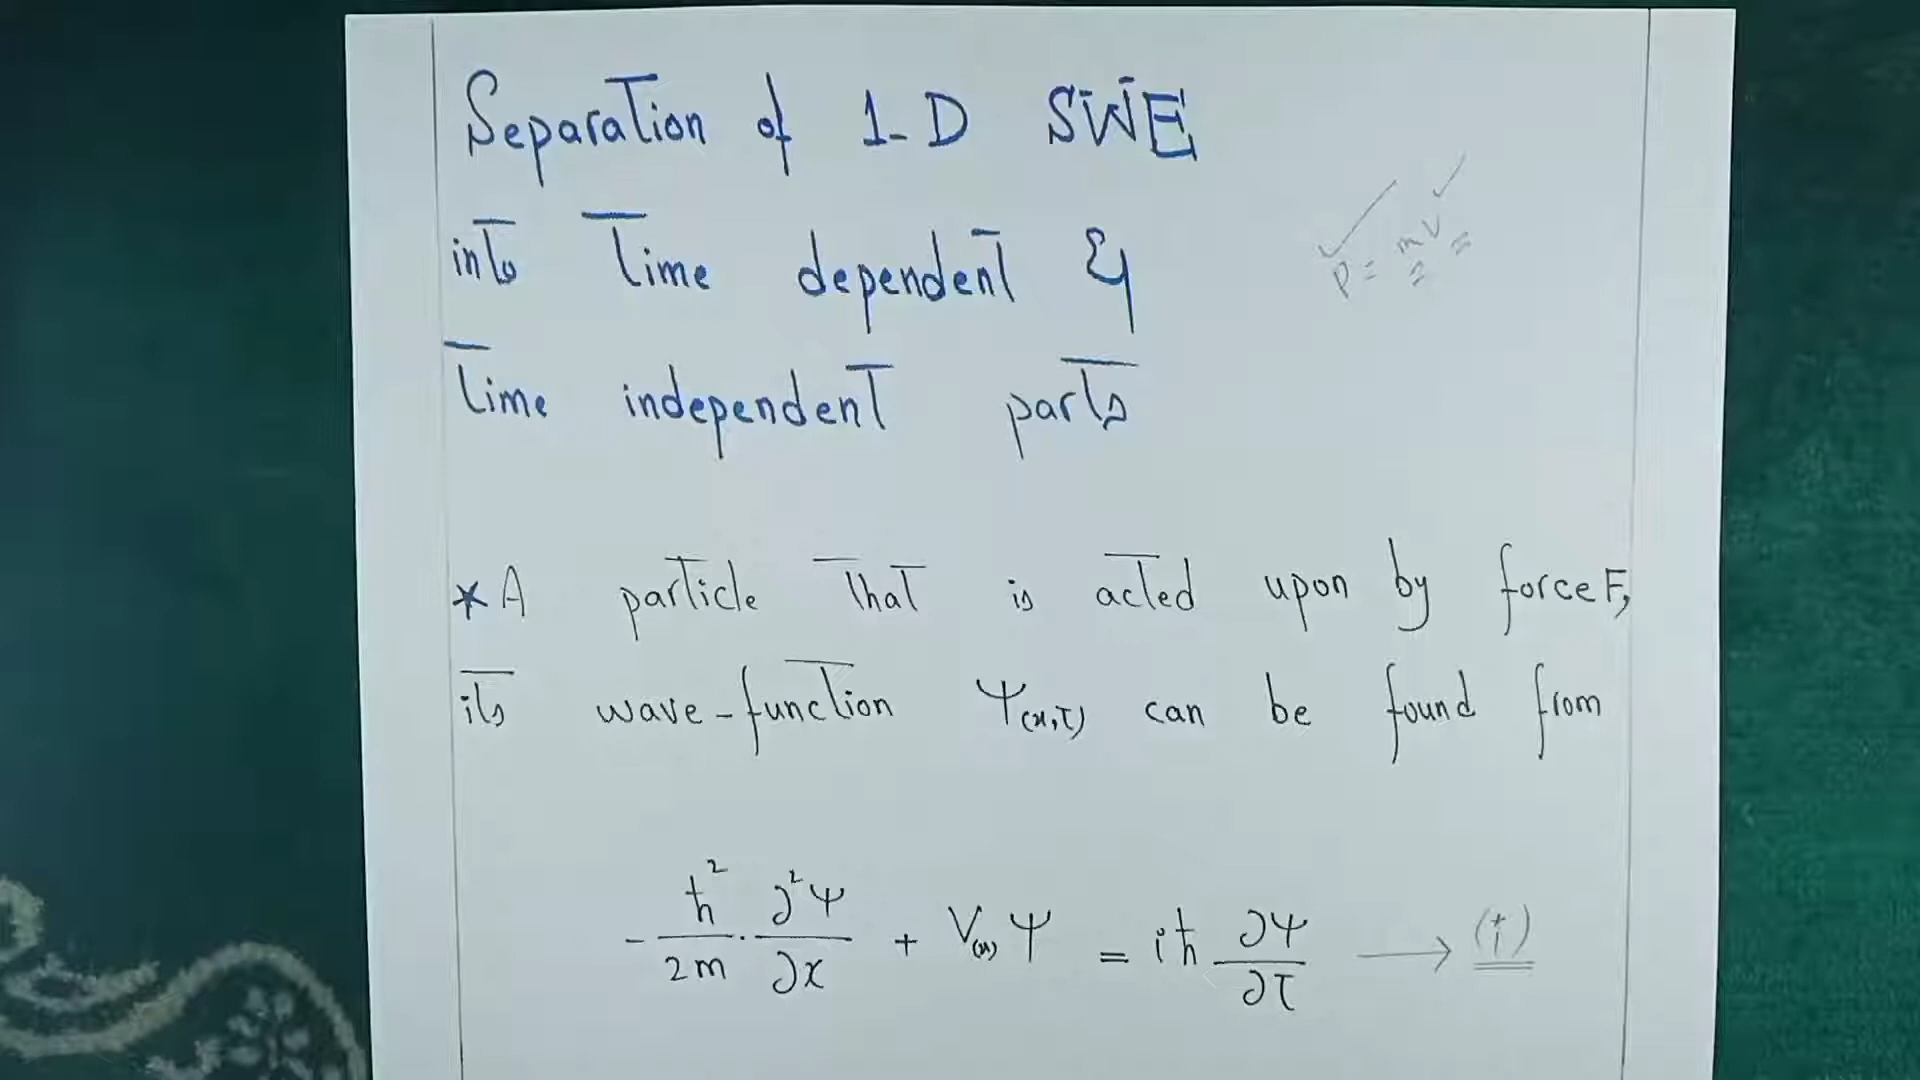 Separation of 1-D SWE
into Time dependent &
Time independent parts
P = mv =
* A particle that is acted upon by force F,
its wave-function Ψ(x,t) can be found from
-ħ²/2m · ∂²Ψ/∂x + V(x) Ψ = iħ ∂Ψ/∂t → (i)